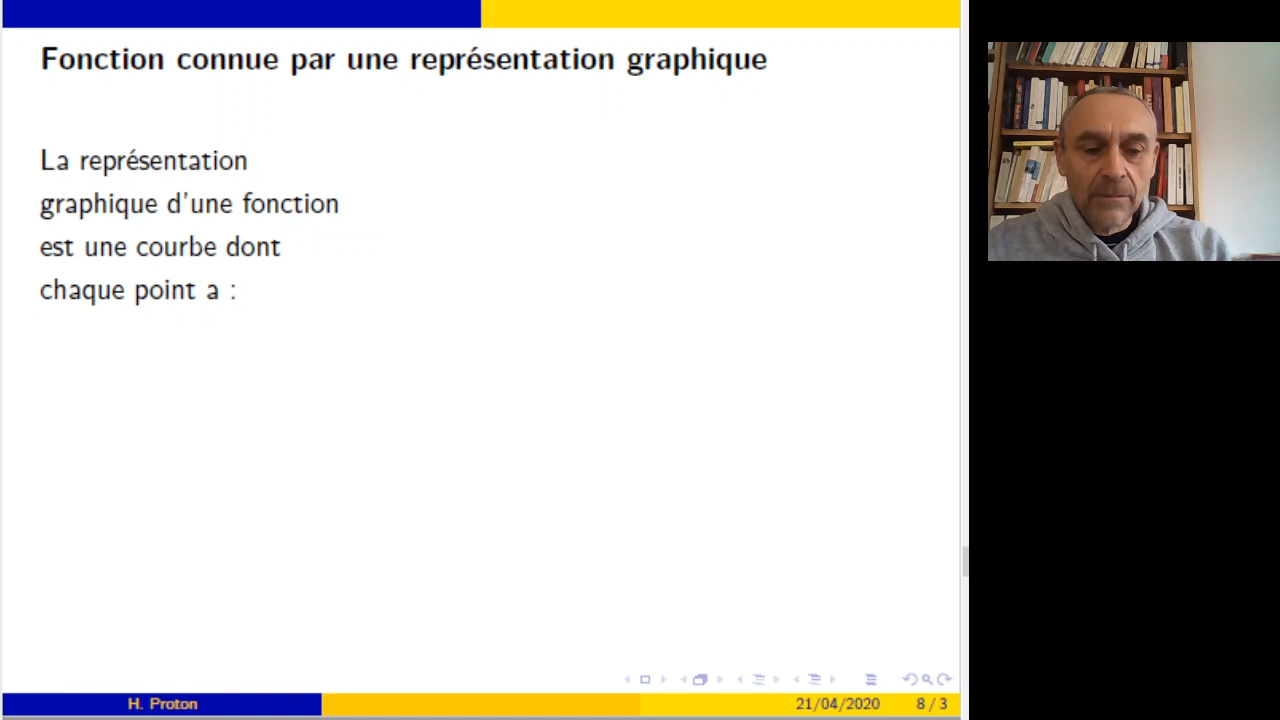 Fonction connue par une représentation graphique
La représentation
graphique d'une fonction
est une courbe dont
chaque point a :
H. Proton
21/04/2020
8 / 3